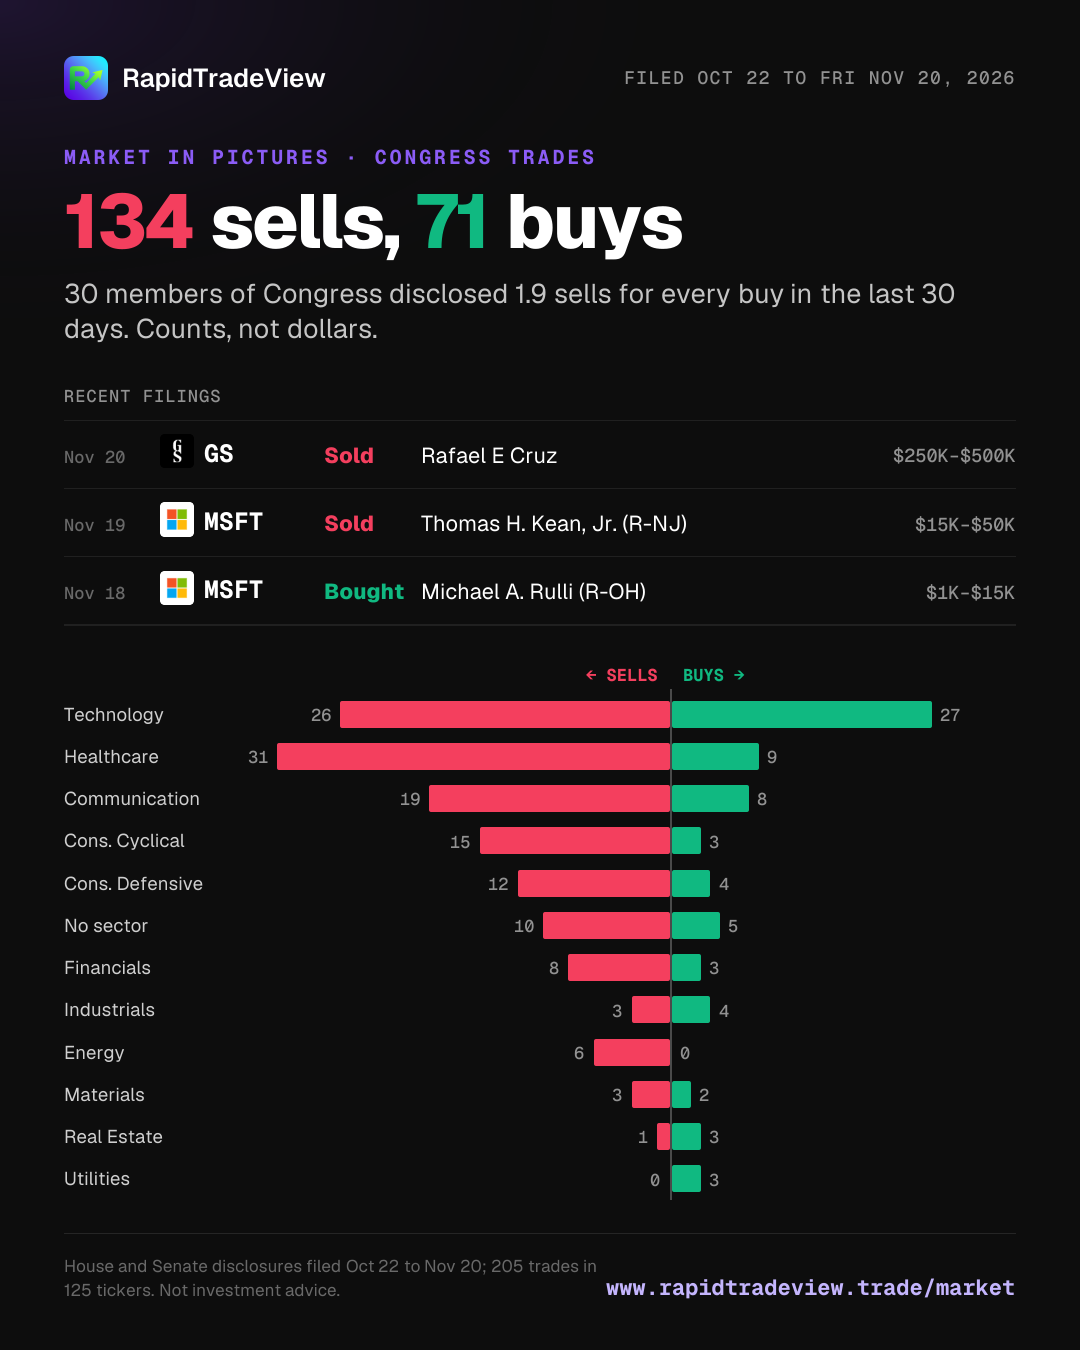 RapidTradeView
FILED OCT 22 TO FRI NOV 20, 2026
MARKET IN PICTURES · CONGRESS TRADES
134 sells, 71 buys
30 members of Congress disclosed 1.9 sells for every buy in the last 30
days. Counts, not dollars.
RECENT FILINGS
Nov 20 GS GS Sold Rafael E Cruz $250K–$500K
Nov 19 MSFT Sold Thomas H. Kean, Jr. (R-NJ) $15K–$50K
Nov 18 MSFT Bought Michael A. Rulli (R-OH) $1K–$15K
← SELLS BUYS →
Technology 26 27
Healthcare 31 9
Communication 19 8
Cons. Cyclical 15 3
Cons. Defensive 12 4
No sector 10 5
Financials 8 3
Industrials 3 4
Energy 6 0
Materials 3 2
Real Estate 1 3
Utilities 0 3
House and Senate disclosures filed Oct 22 to Nov 20; 205 trades in
125 tickers. Not investment advice.
www.rapidtradeview.trade/market